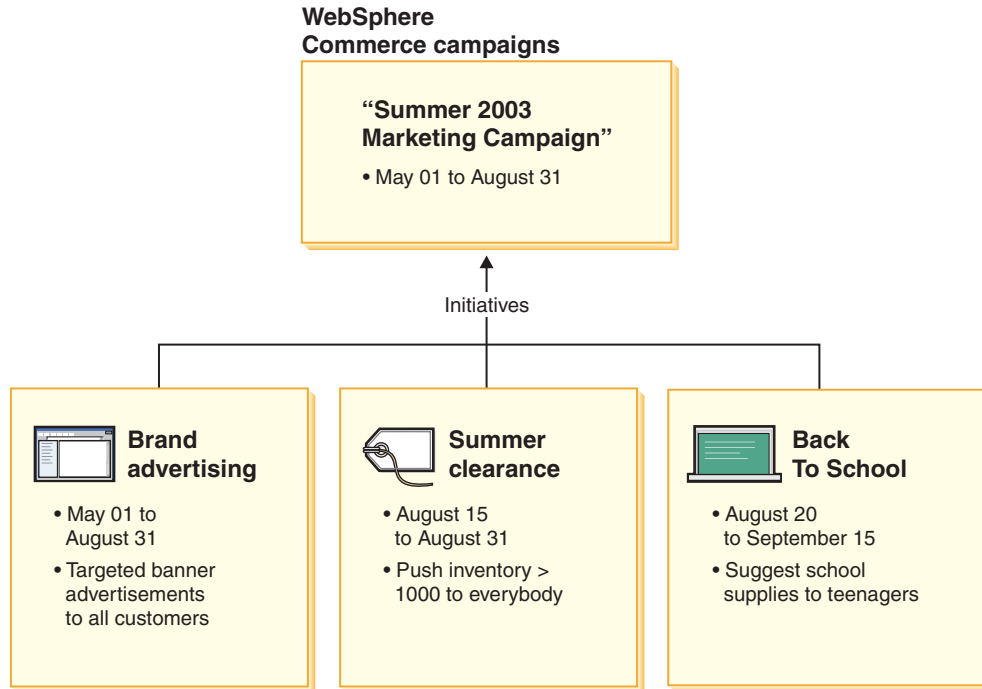 WebSphere
Commerce campaigns
“Summer 2003
Marketing Campaign”
• May 01 to August 31
Initiatives
Brand
advertising
• May 01 to
August 31
• Targeted banner
advertisements
to all customers
Summer
clearance
• August 15
to August 31
• Push inventory >
1000 to everybody
Back
To School
• August 20
to September 15
• Suggest school
supplies to teenagers